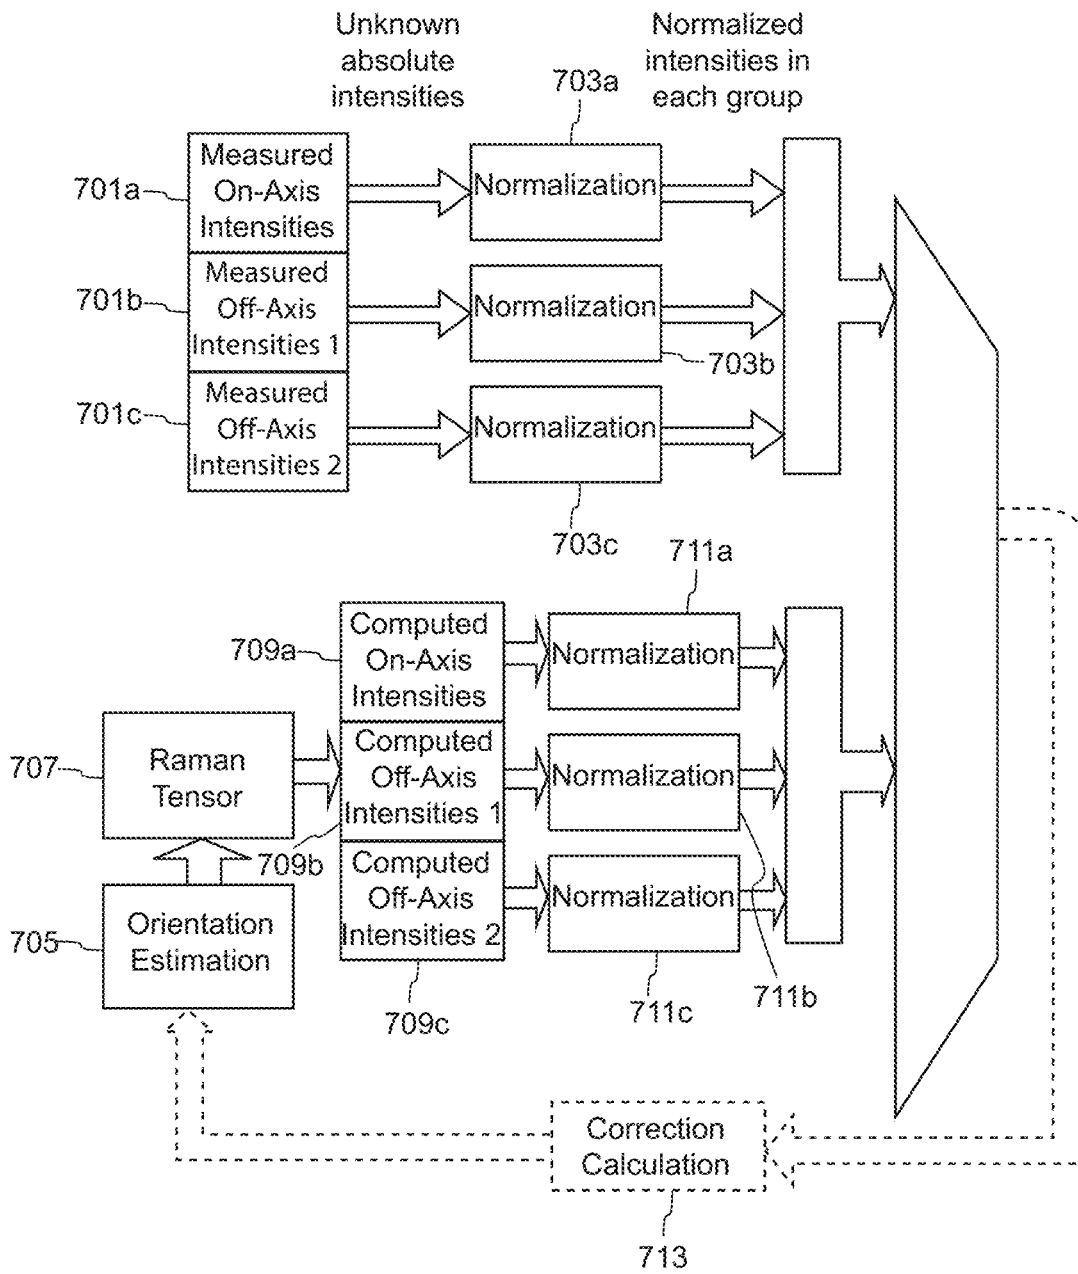 Unknown
absolute
intensities
Normalized
intensities in
each group
703a
701a
Measured
On-Axis
Intensities
Normalization
701b
Measured
Off-Axis
Intensities 1
Normalization
703b
701c
Measured
Off-Axis
Intensities 2
Normalization
703c
711a
709a
Computed
On-Axis
Intensities
Normalization
707
Raman
Tensor
Computed
Off-Axis
Intensities 1
Normalization
709b
705
Orientation
Estimation
Computed
Off-Axis
Intensities 2
Normalization
709c
711c
711b
Correction
Calculation
713